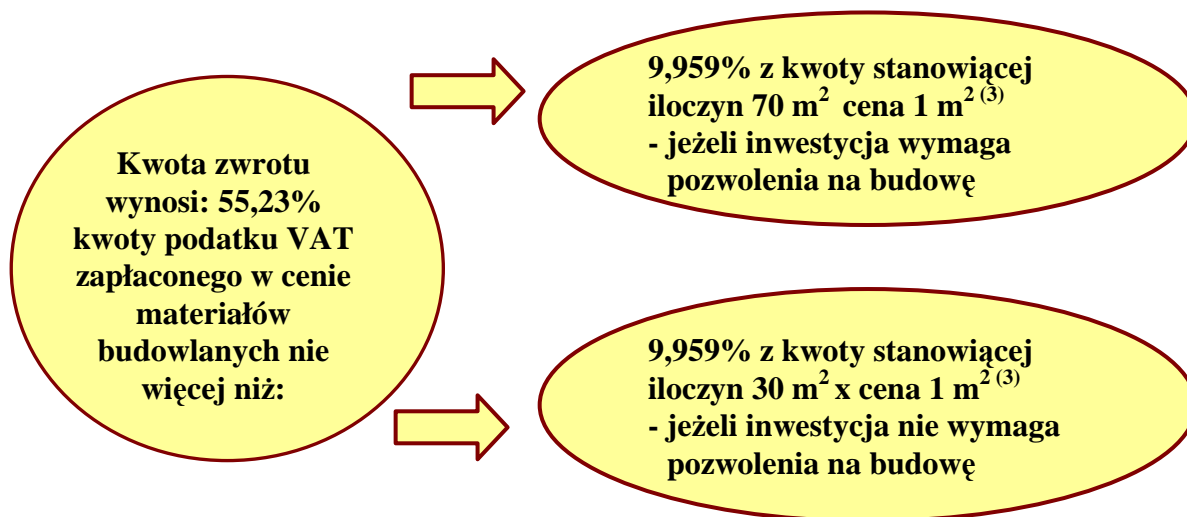 Kwota zwrotu
wynosi: 55,23%
kwoty podatku VAT
zapłaconego w cenie
materiałów
budowlanych nie
więcej niż:
9,959% z kwoty stanowiącej
iloczyn 70 m² cena 1 m² ⁽³⁾
- jeżeli inwestycja wymaga
pozwolenia na budowę
9,959% z kwoty stanowiącej
iloczyn 30 m² x cena 1 m² ⁽³⁾
- jeżeli inwestycja nie wymaga
pozwolenia na budowę